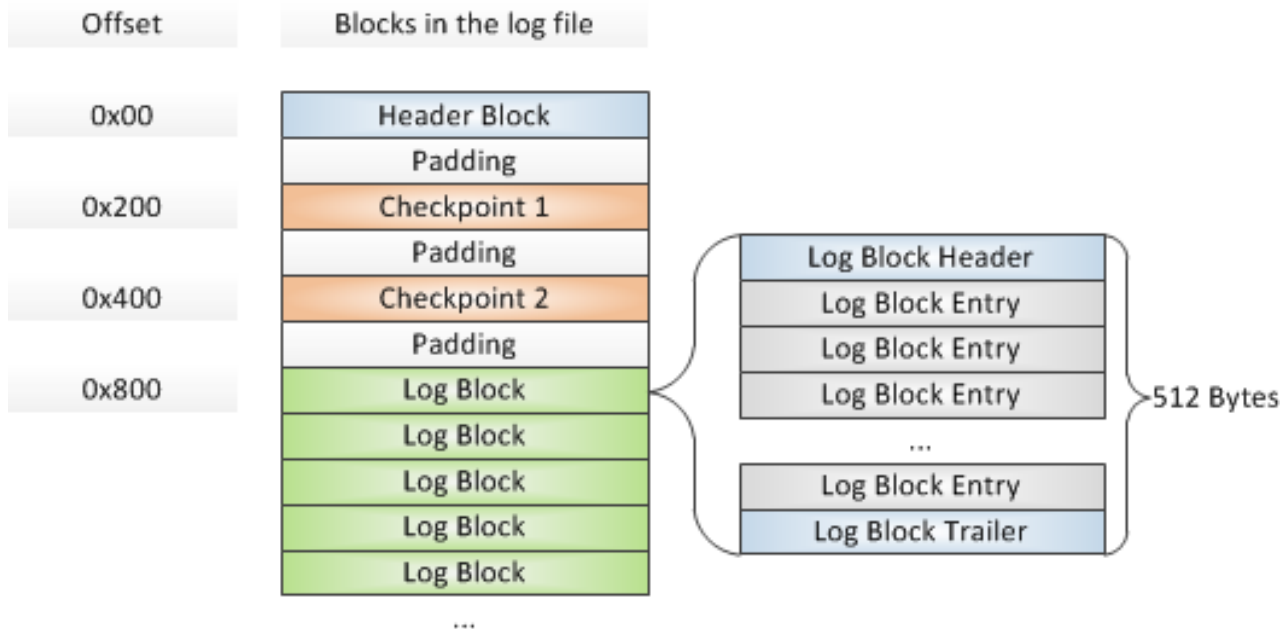 Offset
Blocks in the log file
0x00
Header Block
Padding
0x200
Checkpoint 1
Padding
0x400
Checkpoint 2
Padding
0x800
Log Block
Log Block
Log Block
Log Block
Log Block
...
Log Block Header
Log Block Entry
Log Block Entry
Log Block Entry
...
Log Block Entry
Log Block Trailer
512 Bytes